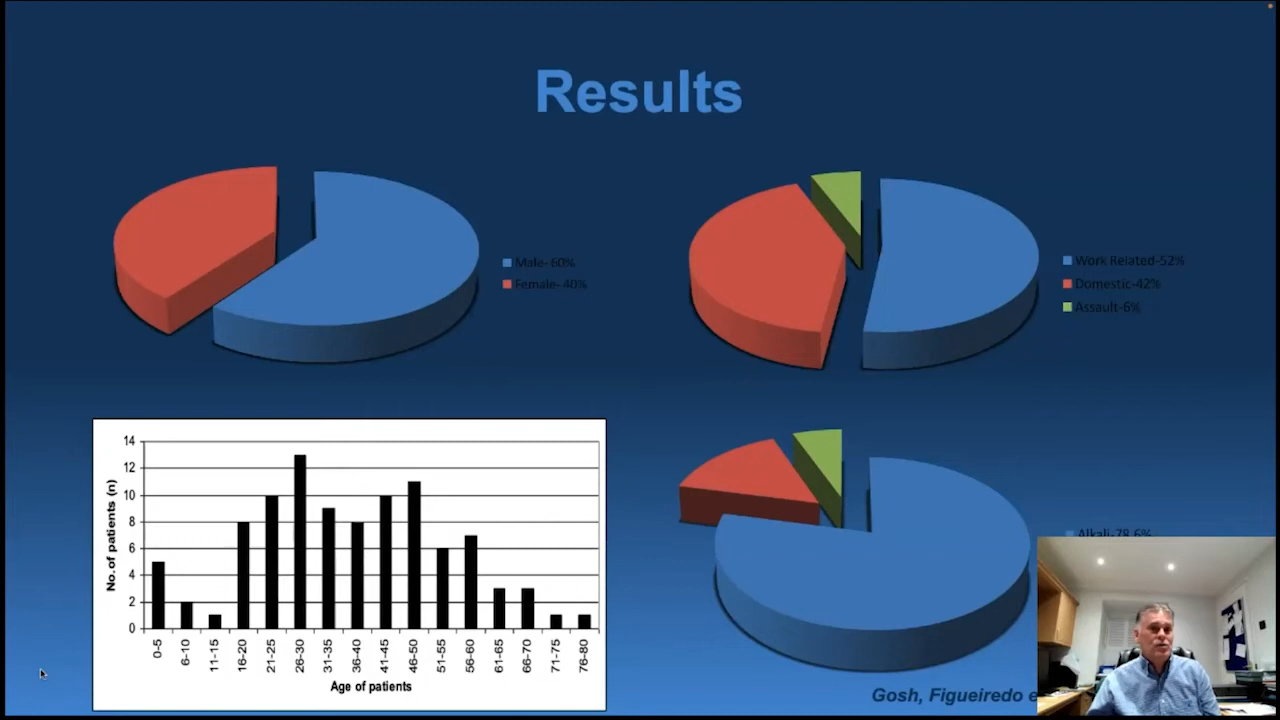 Results
Male-60%
Female-40%
Work Related-52%
Domestic-42%
Assault-6%
14
12
10
8
6
4
2
0
No. of patients (n)
0-5
6-10
11-15
16-20
21-25
26-30
31-35
36-40
41-45
46-50
51-55
56-60
61-65
66-70
71-75
76-80
Age of patients
Alkali-78.6%
Gosh, Figueiredo e